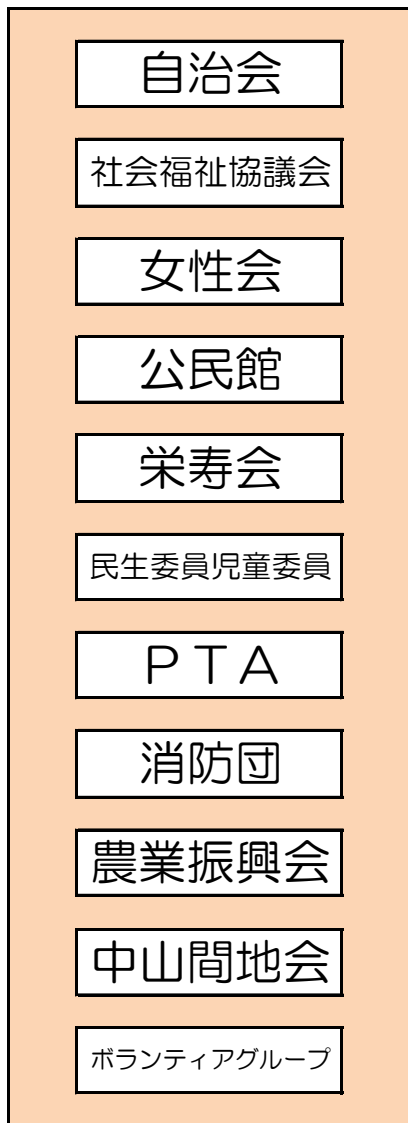 自治会
社会福祉協議会
女性会
公民館
栄寿会
民生委員児童委員
ＰＴＡ
消防団
農業振興会
中山間地会
ボランティアグループ